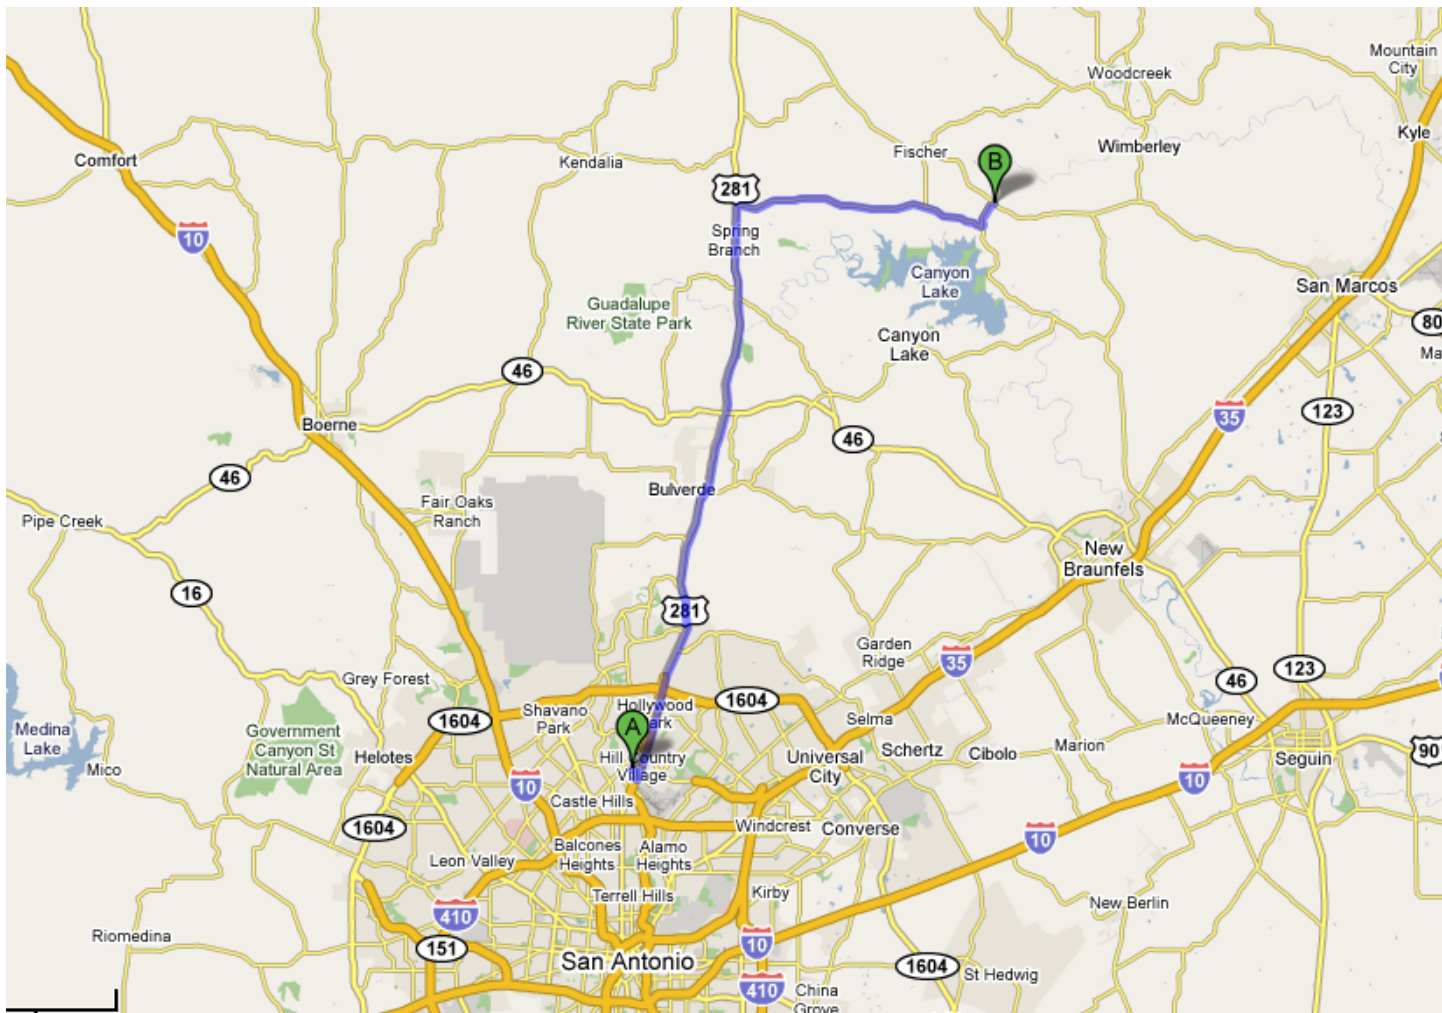 Mountain
City
Woodcreek
Kyle
Wimberley
Fischer
B
Comfort
Kendalia
281
10
Spring
Branch
Canyon
Lake
San Marcos
Guadalupe
River State Park
80
Canyon
Lake
Ma
46
123
35
Boerne
46
46
Bulverde
Fair Oaks
Ranch
Pipe Creek
New
Braunfels
16
281
Garden
Ridge
35
123
46
Grey Forest
1604
Hollywood
Park
Shavano
Park
1604
Selma
McQueeney
A
Medina
Lake
Government
Canyon St
Natural Area
Helotes
Hill Country
Village
Universal
City
Schertz
Cibolo
Marion
90
Seguin
Mico
10
10
Castle Hills
1604
Windcrest
Converse
10
Leon Valley
Balcones
Heights
Alamo
Heights
Terrell Hills
Kirby
New Berlin
410
Riomedina
151
10
San Antonio
1604
St Hedwig
410
China
Grove